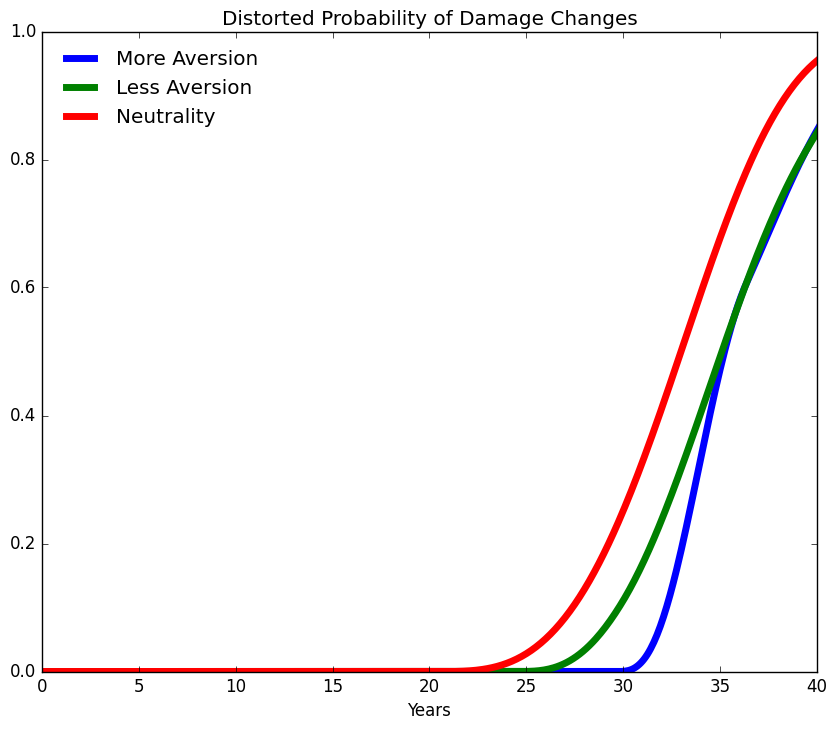 Distorted Probability of Damage Changes
1.0
More Aversion
Less Aversion
Neutrality
0.8
0.6
0.4
0.2
0.0
0 5 10 15 20 25 30 35 40
Years